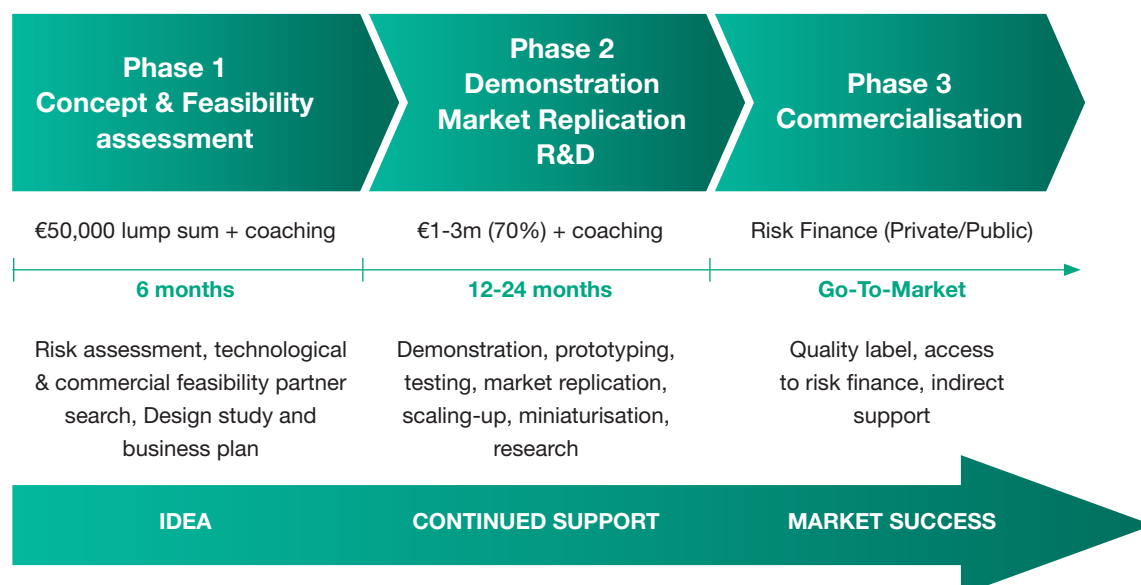 Phase 1
Concept & Feasibility
assessment
Phase 2
Demonstration
Market Replication
R&D
Phase 3
Commercialisation
€50,000 lump sum + coaching
€1-3m (70%) + coaching
Risk Finance (Private/Public)
6 months
12-24 months
Go-To-Market
Risk assessment, technological
& commercial feasibility partner
search, Design study and
business plan
Demonstration, prototyping,
testing, market replication,
scaling-up, miniaturisation,
research
Quality label, access
to risk finance, indirect
support
IDEA
CONTINUED SUPPORT
MARKET SUCCESS